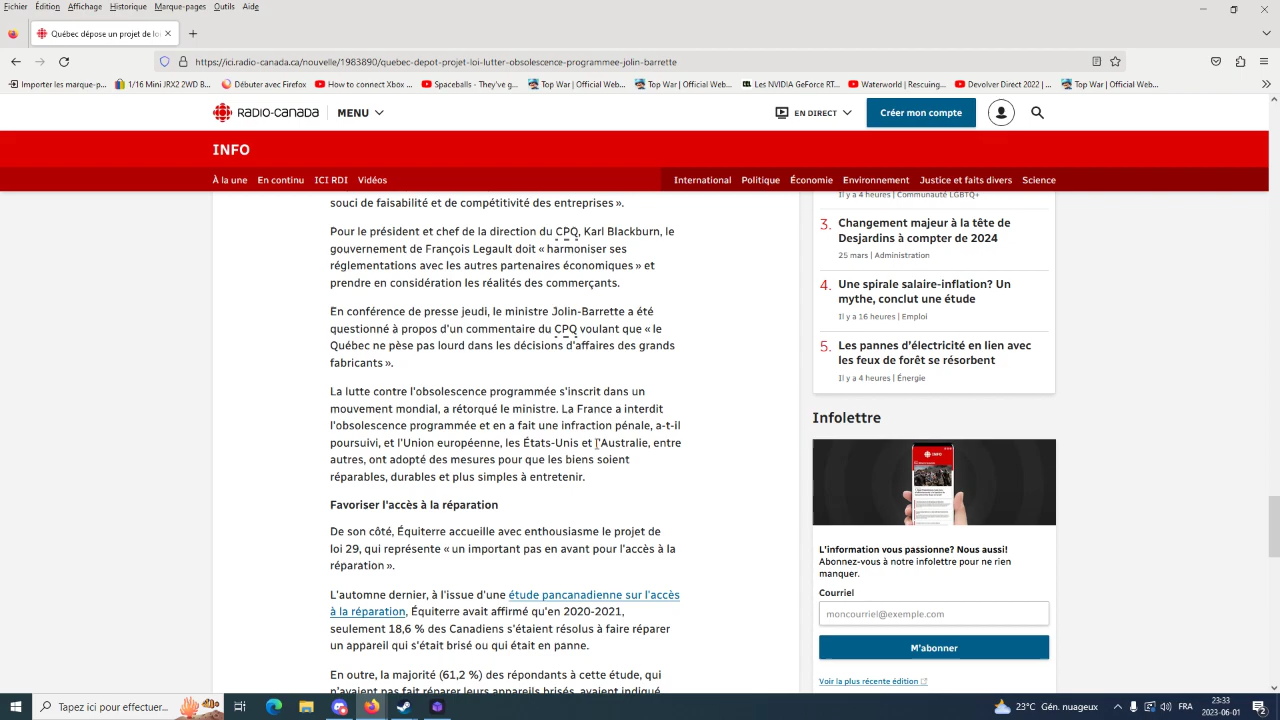 Fichier Édition Affichage Historique Marque-pages Outils Aide
Québec dépose un projet de loi
https://ici.radio-canada.ca/nouvelle/1983890/quebec-depot-projet-loi-lutter-obsolescence-programmee-jolin-barrette
Importer les marque-p... 1/16 Mini JRX2 2WD B... Débuter avec Firefox How to connect Xbox ... Spaceballs - They've g... Top War | Official Web... Top War | Official Web... Les NVIDIA GeForce RT... Waterworld | Rescuing... Devolver Direct 2022 | ... Top War | Official Web...
RADIO-CANADA MENU EN DIRECT Créer mon compte
INFO
À la une En continu ICI RDI Vidéos International Politique Économie Environnement Justice et faits divers Science
souci de faisabilité et de compétitivité des entreprises ».
Pour le président et chef de la direction du CPQ, Karl Blackburn, le
gouvernement de François Legault doit « harmoniser ses
réglementations avec les autres partenaires économiques » et
prendre en considération les réalités des commerçants.
En conférence de presse jeudi, le ministre Jolin-Barrette a été
questionné à propos d'un commentaire du CPQ voulant que « le
Québec ne pèse pas lourd dans les décisions d'affaires des grands
fabricants ».
La lutte contre l'obsolescence programmée s'inscrit dans un
mouvement mondial, a rétorqué le ministre. La France a interdit
l'obsolescence programmée et en a fait une infraction pénale, a-t-il
poursuivi, et l'Union européenne, les États-Unis et l'Australie, entre
autres, ont adopté des mesures pour que les biens soient
réparables, durables et plus simples à entretenir.
Favoriser l'accès à la réparation
De son côté, Équiterre accueille avec enthousiasme le projet de
loi 29, qui représente « un important pas en avant pour l'accès à la
réparation ».
L'automne dernier, à l'issue d'une étude pancanadienne sur l'accès
à la réparation, Équiterre avait affirmé qu'en 2020-2021,
seulement 18,6 % des Canadiens s'étaient résolus à faire réparer
un appareil qui s'était brisé ou qui était en panne.
En outre, la majorité (61,2 %) des répondants à cette étude, qui
n'avaient pas fait réparer leurs appareils brisés, avaient indiqué
Il y a 4 heures | Communauté LGBTQ+
3. Changement majeur à la tête de
Desjardins à compter de 2024
25 mars | Administration
4. Une spirale salaire-inflation? Un
mythe, conclut une étude
Il y a 16 heures | Emploi
5. Les pannes d'électricité en lien avec
les feux de forêt se résorbent
Il y a 4 heures | Énergie
Infolettre
INFO
L'information vous passionne? Nous aussi!
Abonnez-vous à notre infolettre pour ne rien
manquer.
Courriel
moncourriel@exemple.com
M'abonner
Voir la plus récente édition
Tapez ici pour effectuer... 23°C Gén. nuageux FRA 23:33
2023-06-01
2